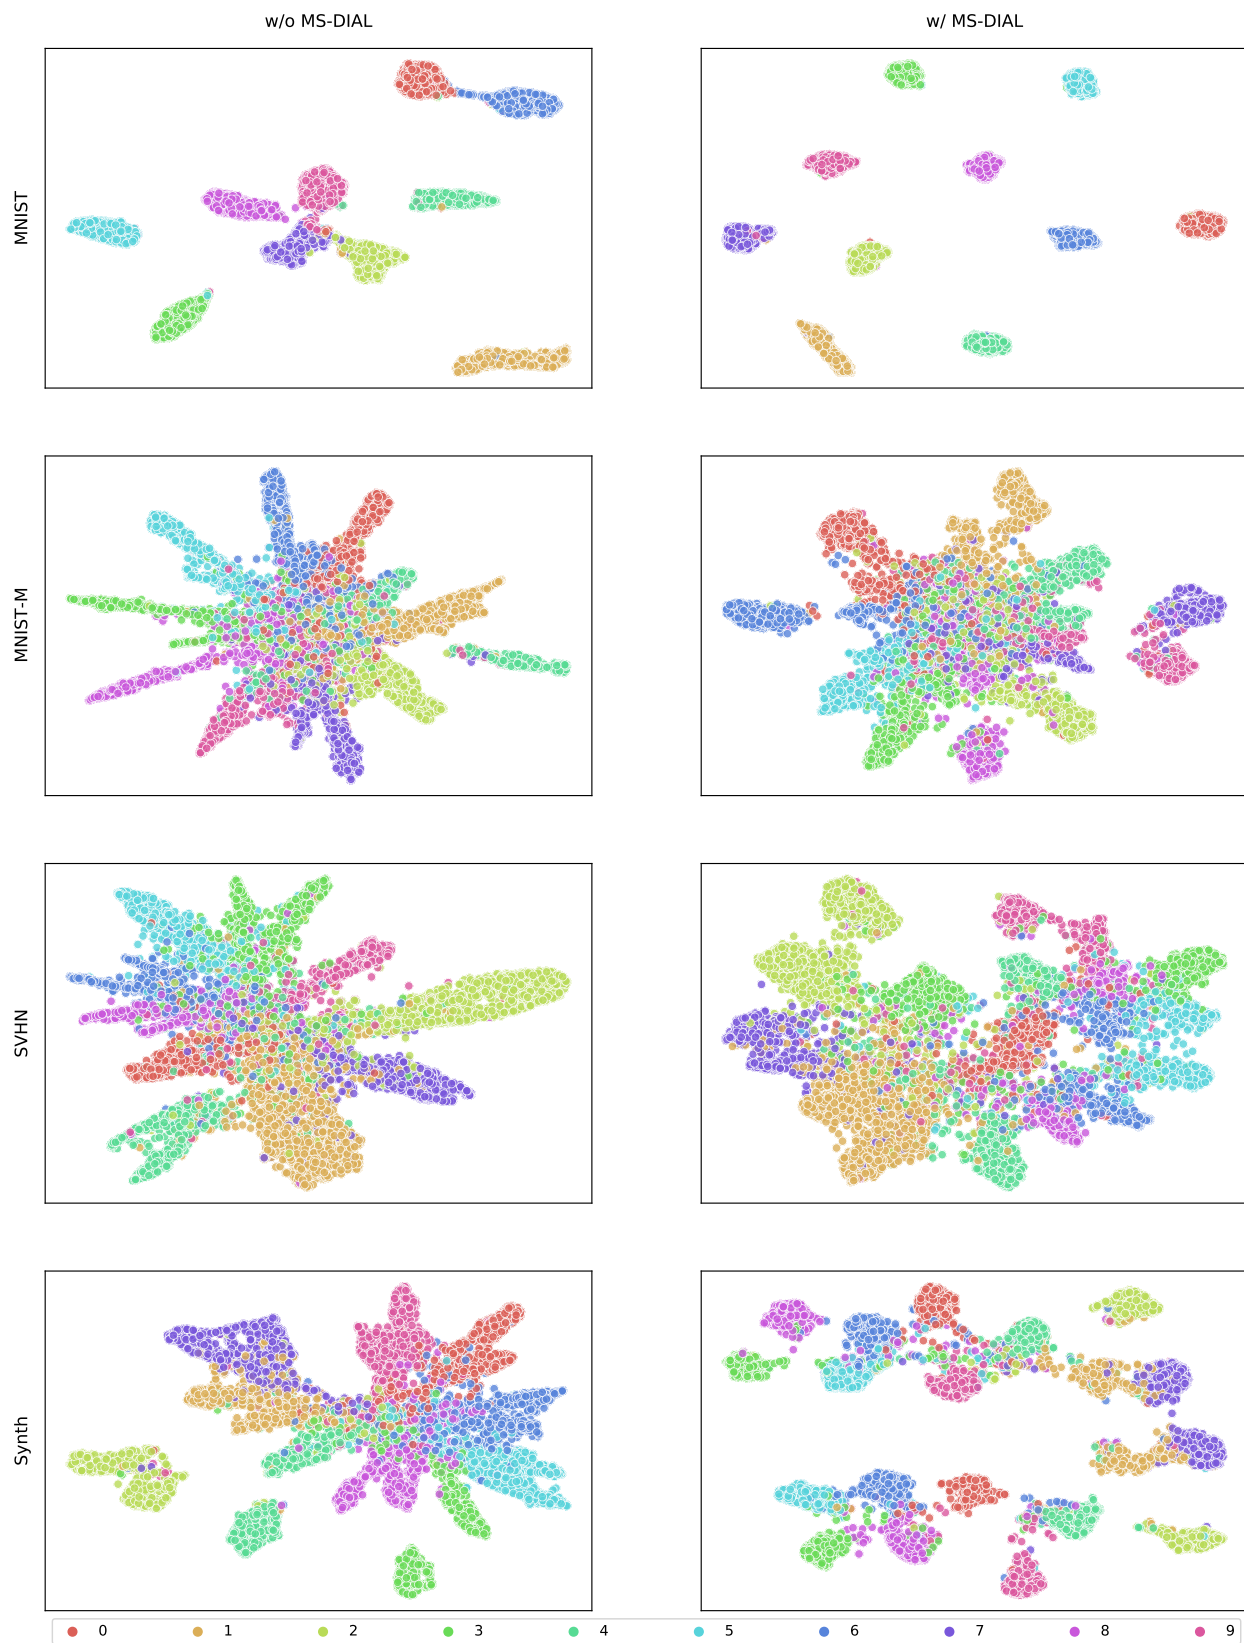 w/o MS-DIAL
w/ MS-DIAL
MNIST
MNIST-M
SVHN
Synth
0 1 2 3 4 5 6 7 8 9